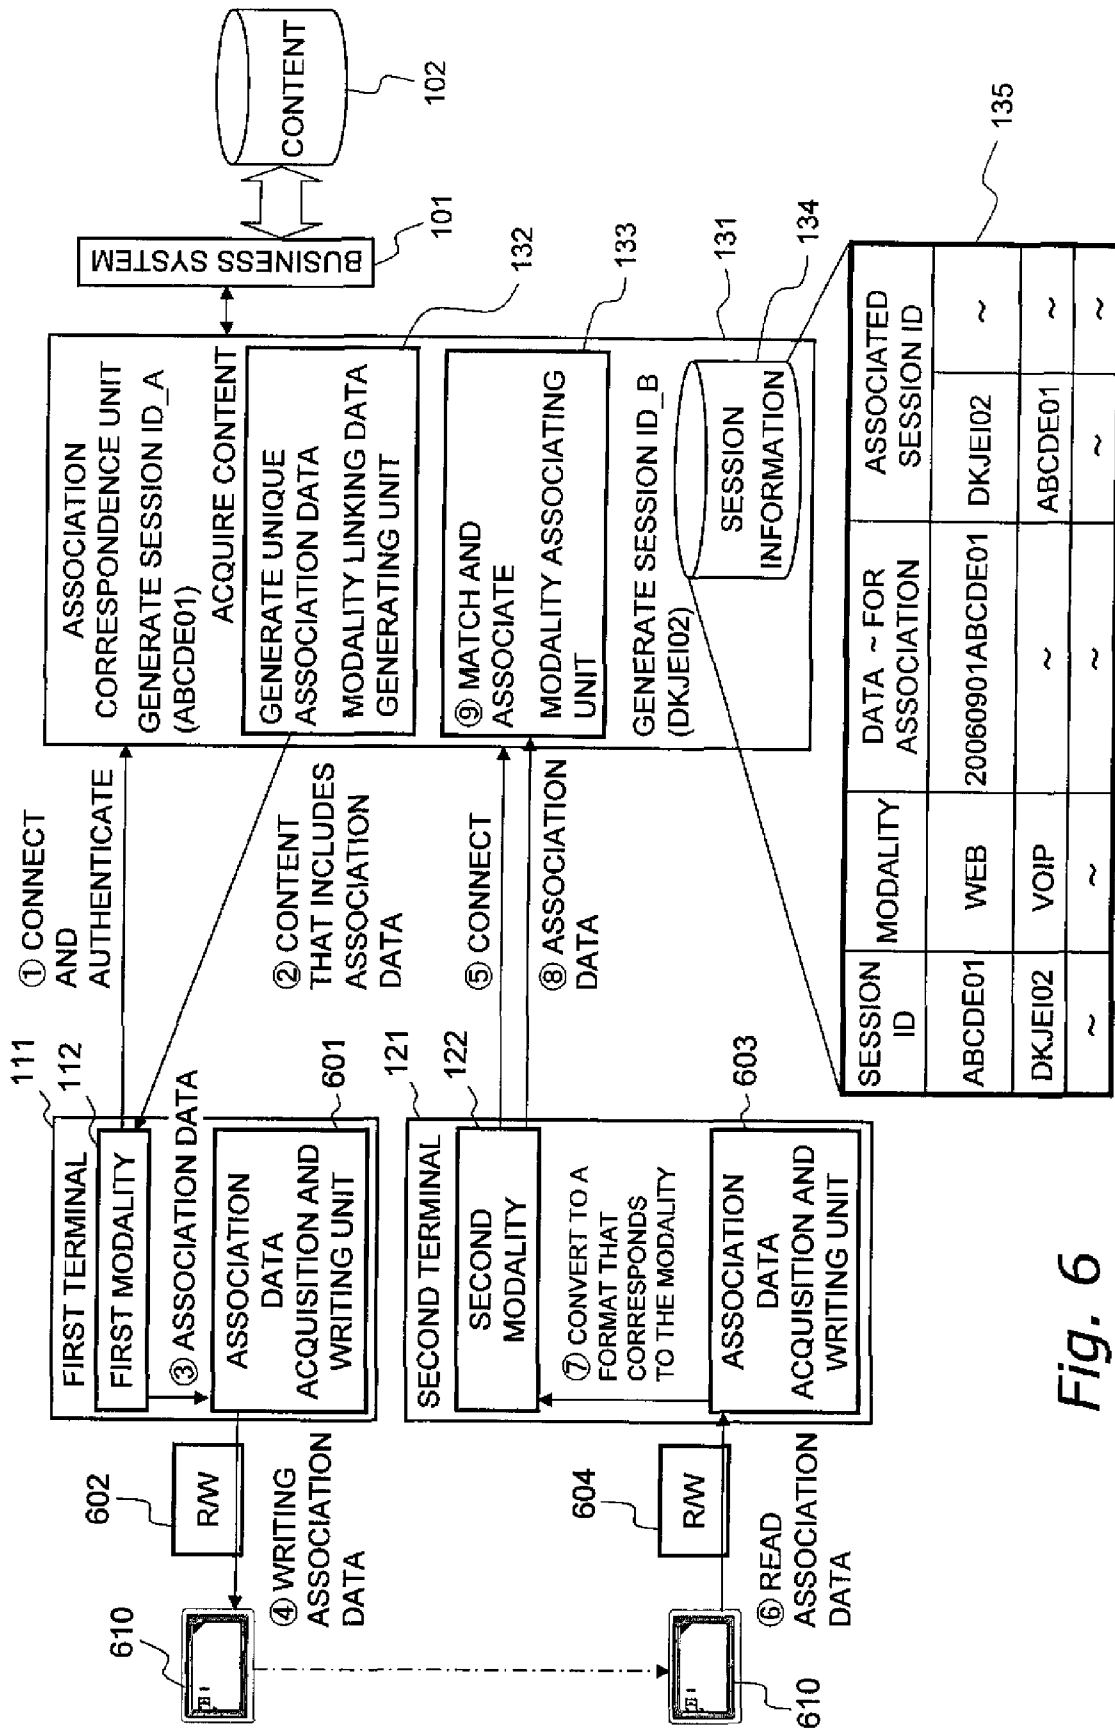 610
602
R/W
④ WRITING
ASSOCIATION
DATA
111
FIRST TERMINAL
112
FIRST MODALITY
③ ASSOCIATION DATA
601
ASSOCIATION
DATA
ACQUISITION AND
WRITING UNIT
① CONNECT
AND
AUTHENTICATE
② CONTENT
THAT INCLUDES
ASSOCIATION
DATA
ASSOCIATION
CORRESPONDENCE UNIT
GENERATE SESSION ID_A
(ABCDE01)
ACQUIRE CONTENT
GENERATE UNIQUE
ASSOCIATION DATA
MODALITY LINKING DATA
GENERATING UNIT
132
BUSINESS SYSTEM
101
CONTENT
102
610
604
R/W
⑥ READ
ASSOCIATION
DATA
121
SECOND TERMINAL
122
SECOND
MODALITY
⑦ CONVERT TO A
FORMAT THAT
CORRESPONDS
TO THE MODALITY
603
ASSOCIATION
DATA
ACQUISITION AND
WRITING UNIT
⑤ CONNECT
⑧ ASSOCIATION
DATA
⑨ MATCH AND
ASSOCIATE
MODALITY ASSOCIATING
UNIT
133
GENERATE SESSION ID_B
(DKJEI02)
131
SESSION
INFORMATION
134
135
SESSION ID MODALITY DATA ~ FOR ASSOCIATION ASSOCIATED SESSION ID
ABCDE01 WEB 20060901ABCDE01 DKJEI02 ~
DKJEI02 VOIP ~ ABCDE01 ~
~ ~ ~ ~ ~
Fig. 6